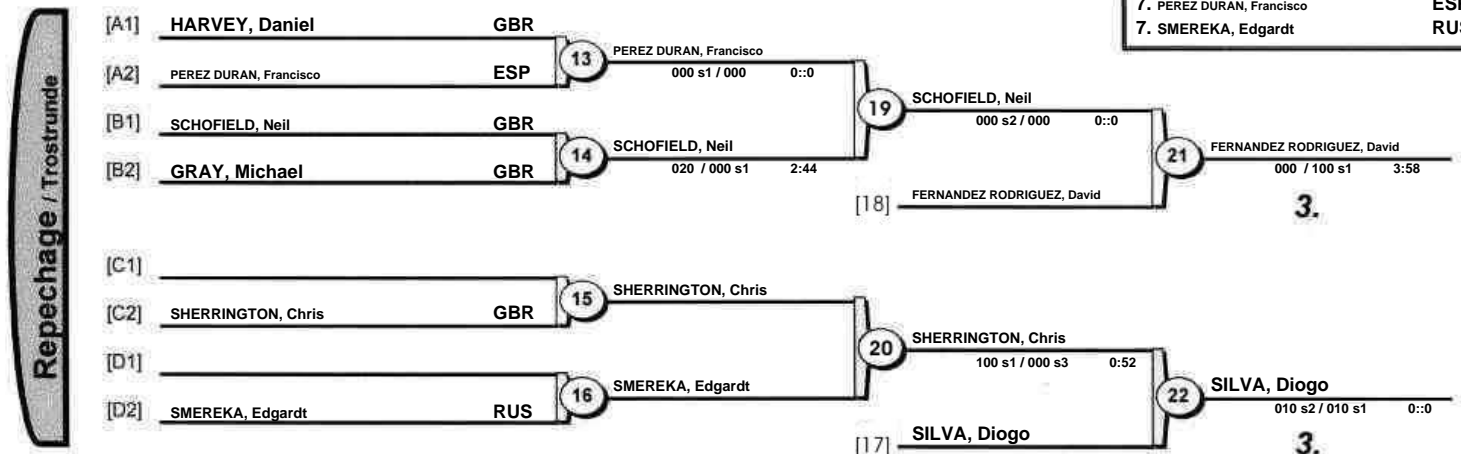 7. PEREZ DURAN, Francisco ES
7. SMEREKA, Edgardt RUS
Repechage / Trostrunde
[A1] HARVEY, Daniel GBR
[A2] PEREZ DURAN, Francisco ESP
13
PEREZ DURAN, Francisco
000 s1 / 000 0::0
[B1] SCHOFIELD, Neil GBR
[B2] GRAY, Michael GBR
14
SCHOFIELD, Neil
020 / 000 s1 2:44
19
SCHOFIELD, Neil
000 s2 / 000 0::0
[18] FERNANDEZ RODRIGUEZ, David
21
FERNANDEZ RODRIGUEZ, David
000 / 100 s1 3:58
3.
[C1]
[C2] SHERRINGTON, Chris GBR
15
SHERRINGTON, Chris
[D1]
[D2] SMEREKA, Edgardt RUS
16
SMEREKA, Edgardt
20
SHERRINGTON, Chris
100 s1 / 000 s3 0:52
[17] SILVA, Diogo
22
SILVA, Diogo
010 s2 / 010 s1 0::0
3.